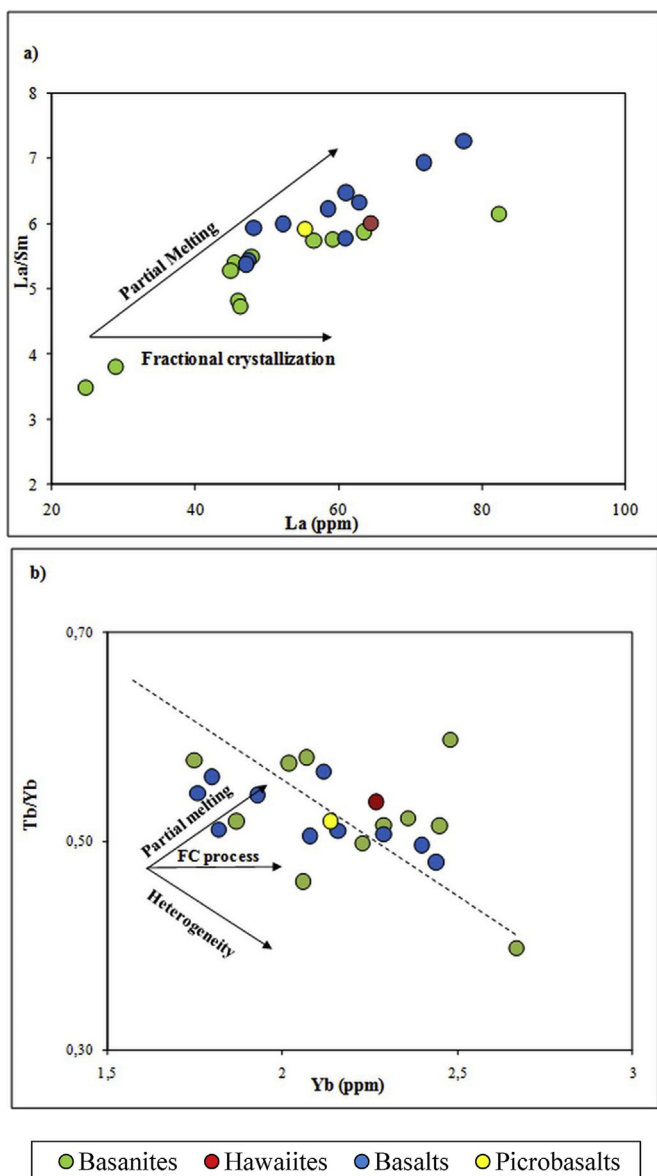 a)
8
7
6
5
4
3
2
La/Sm
Partial Melting
Fractional crystallization
20
40
60
80
100
La (ppm)
b)
0,70
0,50
0,30
Tb/Yb
Partial melting
FC process
Heterogeneity
1,5
2
2,5
3
Yb (ppm)
Basanites Hawaiites Basalts Picrobasalts